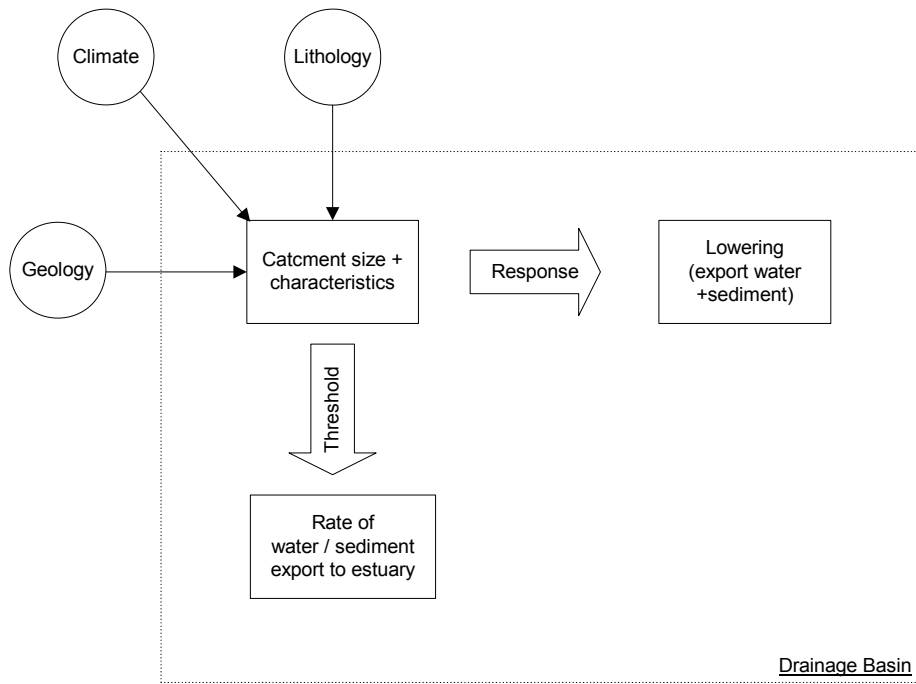 Climate
Lithology
Geology
Catcment size +
characteristics
Response
Lowering
(export water
+sediment)
Threshold
Rate of
water / sediment
export to estuary
Drainage Basin